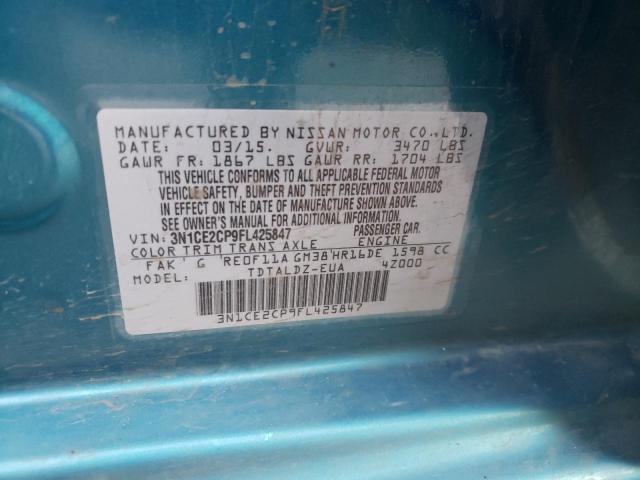 MANUFACTURED BY NISSAN MOTOR CO.,LTD.
DATE: 03/15. GVWR: 3470 LBS
GAWR FR: 1867 LBS GAWR RR: 1704 LBS
THIS VEHICLE CONFORMS TO ALL APPLICABLE FEDERAL MOTOR
VEHICLE SAFETY, BUMPER AND THEFT PREVENTION STANDARDS
IN EFFECT ON THE DATE OF MANUFACTURE SHOWN ABOVE.
SEE OWNER'S MANUAL FOR ADDITIONAL INFORMATION.
VIN: 3N1CE2CP9FL425847 PASSENGER CAR
COLOR TRIM TRANS AXLE ENGINE
FAK G RE0F11A GM38 HR16DE 1598 CC
MODEL: TDTALDZ-EUA 4Z000
3N1CE2CP9FL425847